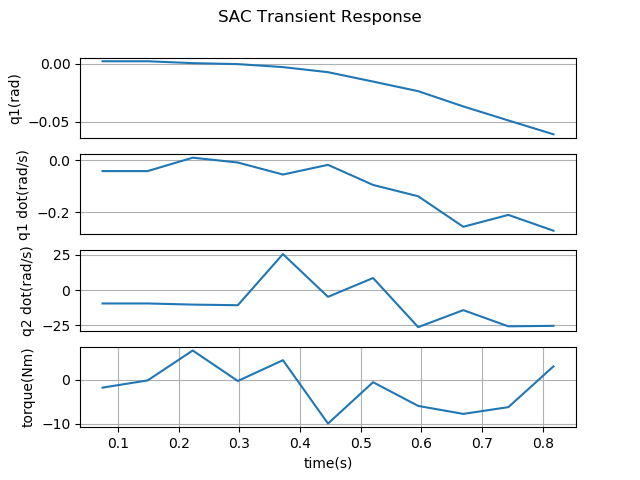 SAC Transient Response
0.00
−0.05
q1(rad)
0.0
−0.2
q1 dot(rad/s)
25
0
−25
q2 dot(rad/s)
0
−10
torque(Nm)
0.1 0.2 0.3 0.4 0.5 0.6 0.7 0.8
time(s)